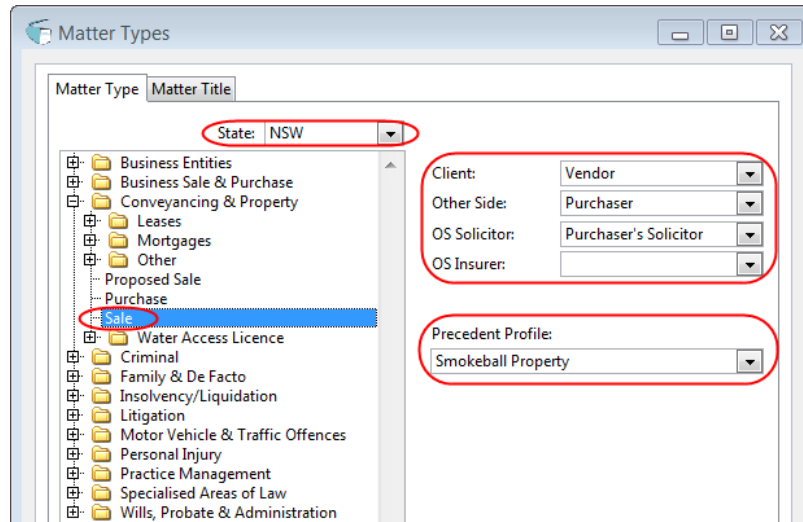 Matter Types
Matter Type Matter Title
State: NSW
Business Entities
Business Sale & Purchase
Conveyancing & Property
Leases
Mortgages
Other
Proposed Sale
Purchase
Sale
Water Access Licence
Criminal
Family & De Facto
Insolvency/Liquidation
Litigation
Motor Vehicle & Traffic Offences
Personal Injury
Practice Management
Specialised Areas of Law
Wills, Probate & Administration
Client: Vendor
Other Side: Purchaser
OS Solicitor: Purchaser's Solicitor
OS Insurer:
Precedent Profile:
Smokeball Property